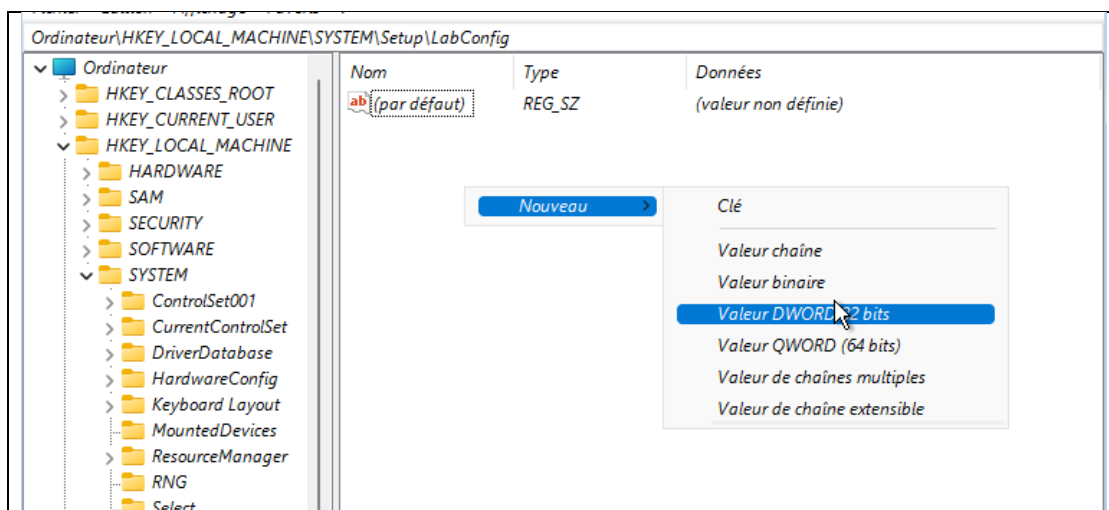 Ordinateur\HKEY_LOCAL_MACHINE\SYSTEM\Setup\LabConfig
Ordinateur
HKEY_CLASSES_ROOT
HKEY_CURRENT_USER
HKEY_LOCAL_MACHINE
HARDWARE
SAM
SECURITY
SOFTWARE
SYSTEM
ControlSet001
CurrentControlSet
DriverDatabase
HardwareConfig
Keyboard Layout
MountedDevices
ResourceManager
RNG
Select
Nom Type Données
ab (par défaut) REG_SZ (valeur non définie)
Nouveau
Clé
Valeur chaîne
Valeur binaire
Valeur DWORD 32 bits
Valeur QWORD (64 bits)
Valeur de chaînes multiples
Valeur de chaîne extensible